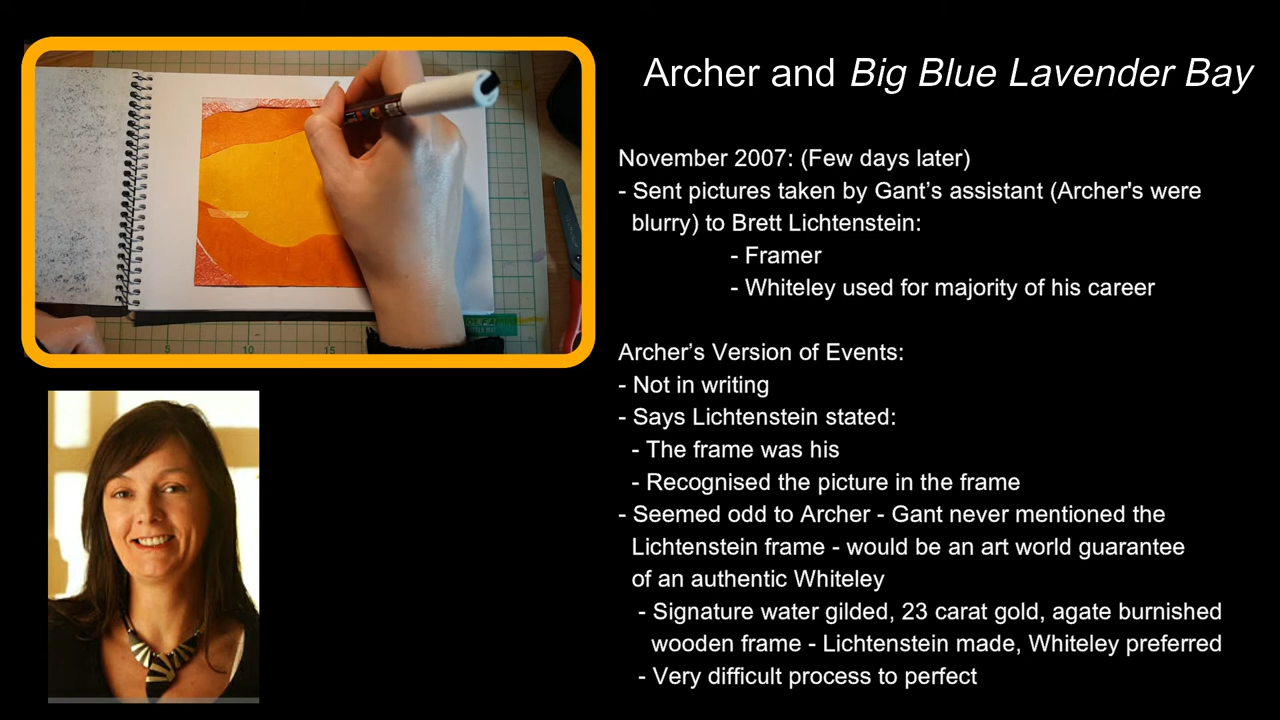 Archer and Big Blue Lavender Bay
November 2007: (Few days later)
- Sent pictures taken by Gant's assistant (Archer's were
blurry) to Brett Lichtenstein:
- Framer
- Whiteley used for majority of his career
Archer's Version of Events:
- Not in writing
- Says Lichtenstein stated:
- The frame was his
- Recognised the picture in the frame
- Seemed odd to Archer - Gant never mentioned the
Lichtenstein frame - would be an art world guarantee
of an authentic Whiteley
- Signature water gilded, 23 carat gold, agate burnished
wooden frame - Lichtenstein made, Whiteley preferred
- Very difficult process to perfect
5 10 15